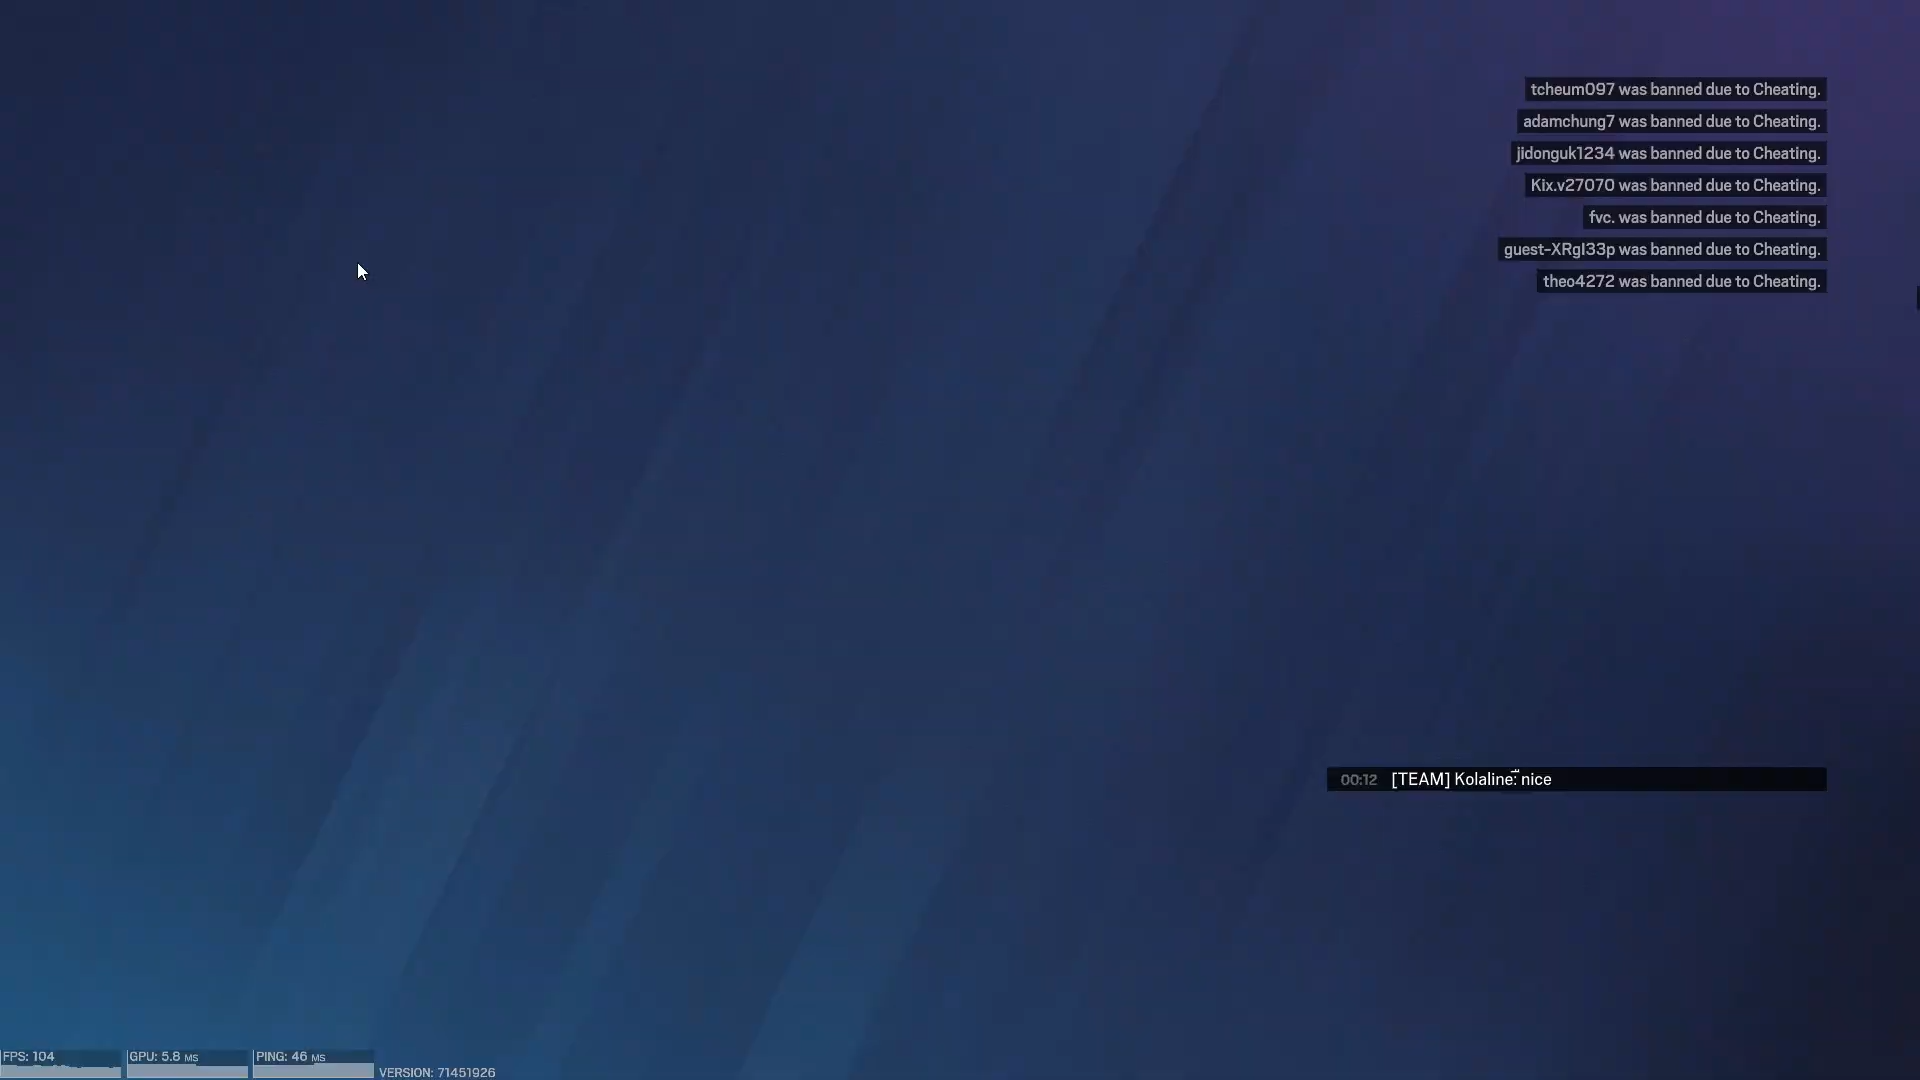 tcheum097 was banned due to Cheating.
adamchung7 was banned due to Cheating.
jidonguk1234 was banned due to Cheating.
Kix.v27070 was banned due to Cheating.
fvc. was banned due to Cheating.
guest-XRgI33p was banned due to Cheating.
theo4272 was banned due to Cheating.
00:12 [TEAM] Kolaline: nice
FPS: 104 GPU: 5.8 MS PING: 46 MS
VERSION: 71451926